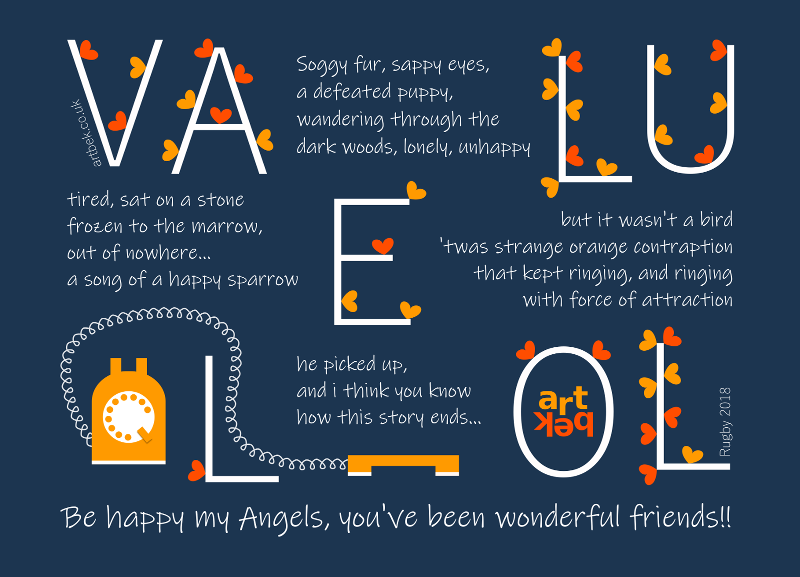 V A L U
artbek.co.uk
Soggy fur, sappy eyes,
a defeated puppy,
wandering through the
dark woods, lonely, unhappy
tired, sat on a stone
frozen to the marrow,
out of nowhere...
a song of a happy sparrow
E
but it wasn't a bird
'twas strange orange contraption
that kept ringing, and ringing
with force of attraction
L O L
he picked up,
and i think you know
how this story ends...
art
bek
Rugby 2018
Be happy my Angels, you've been wonderful friends!!